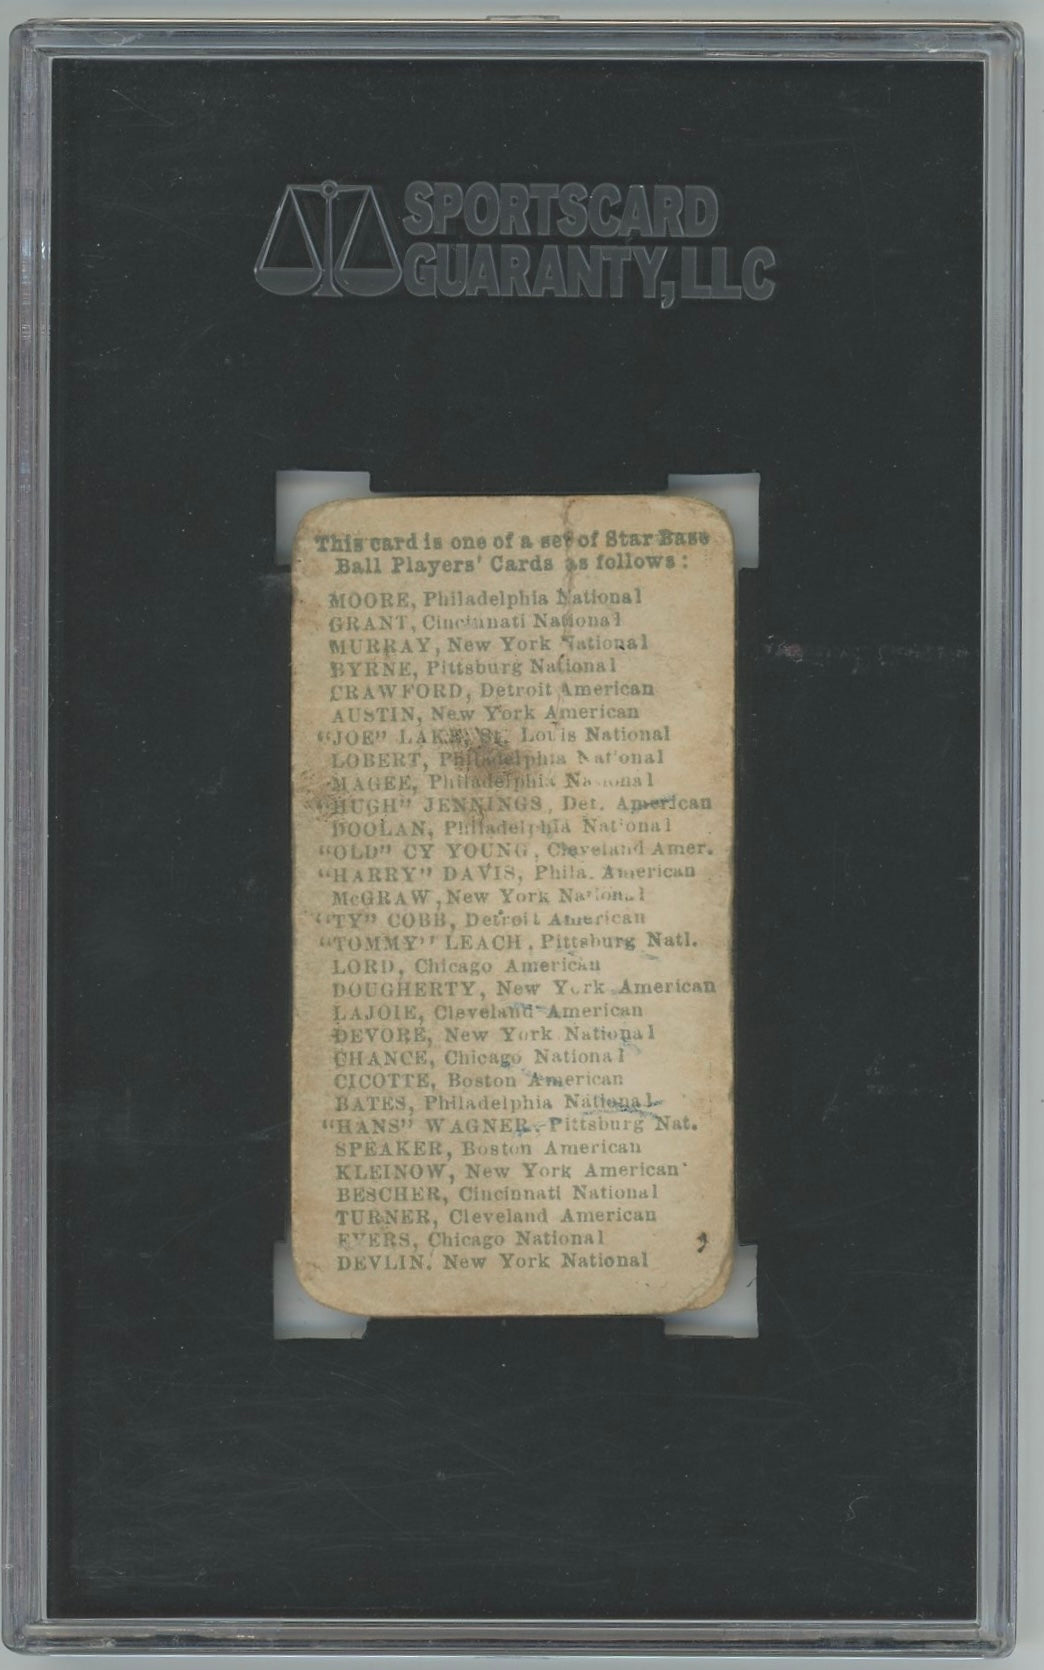 SPORTSCARD
GUARANTY, LLC
This card is one of a set of Star Base
Ball Players' Cards as follows:
MOORE, Philadelphia National
GRANT, Cincinnati National
MURRAY, New York National
BYRNE, Pittsburg National
CRAWFORD, Detroit American
AUSTIN, New York American
"JOE" LAKE, St. Louis National
LOBERT, Philadelphia National
MAGEE, Philadelphia National
"HUGH" JENNINGS, Det. American
DOOLAN, Philadelphia National
"OLD" CY YOUNG, Cleveland Amer.
"HARRY" DAVIS, Phila. American
McGRAW, New York National
"TY" COBB, Detroit American
"TOMMY" LEACH, Pittsburg Natl.
LORD, Chicago American
DOUGHERTY, New York American
LAJOIE, Cleveland American
DEVORE, New York National
CHANCE, Chicago National
CICOTTE, Boston American
BATES, Philadelphia National
"HANS" WAGNER, Pittsburg Nat.
SPEAKER, Boston American
KLEINOW, New York American
BESCHER, Cincinnati National
TURNER, Cleveland American
EVERS, Chicago National
DEVLIN. New York National